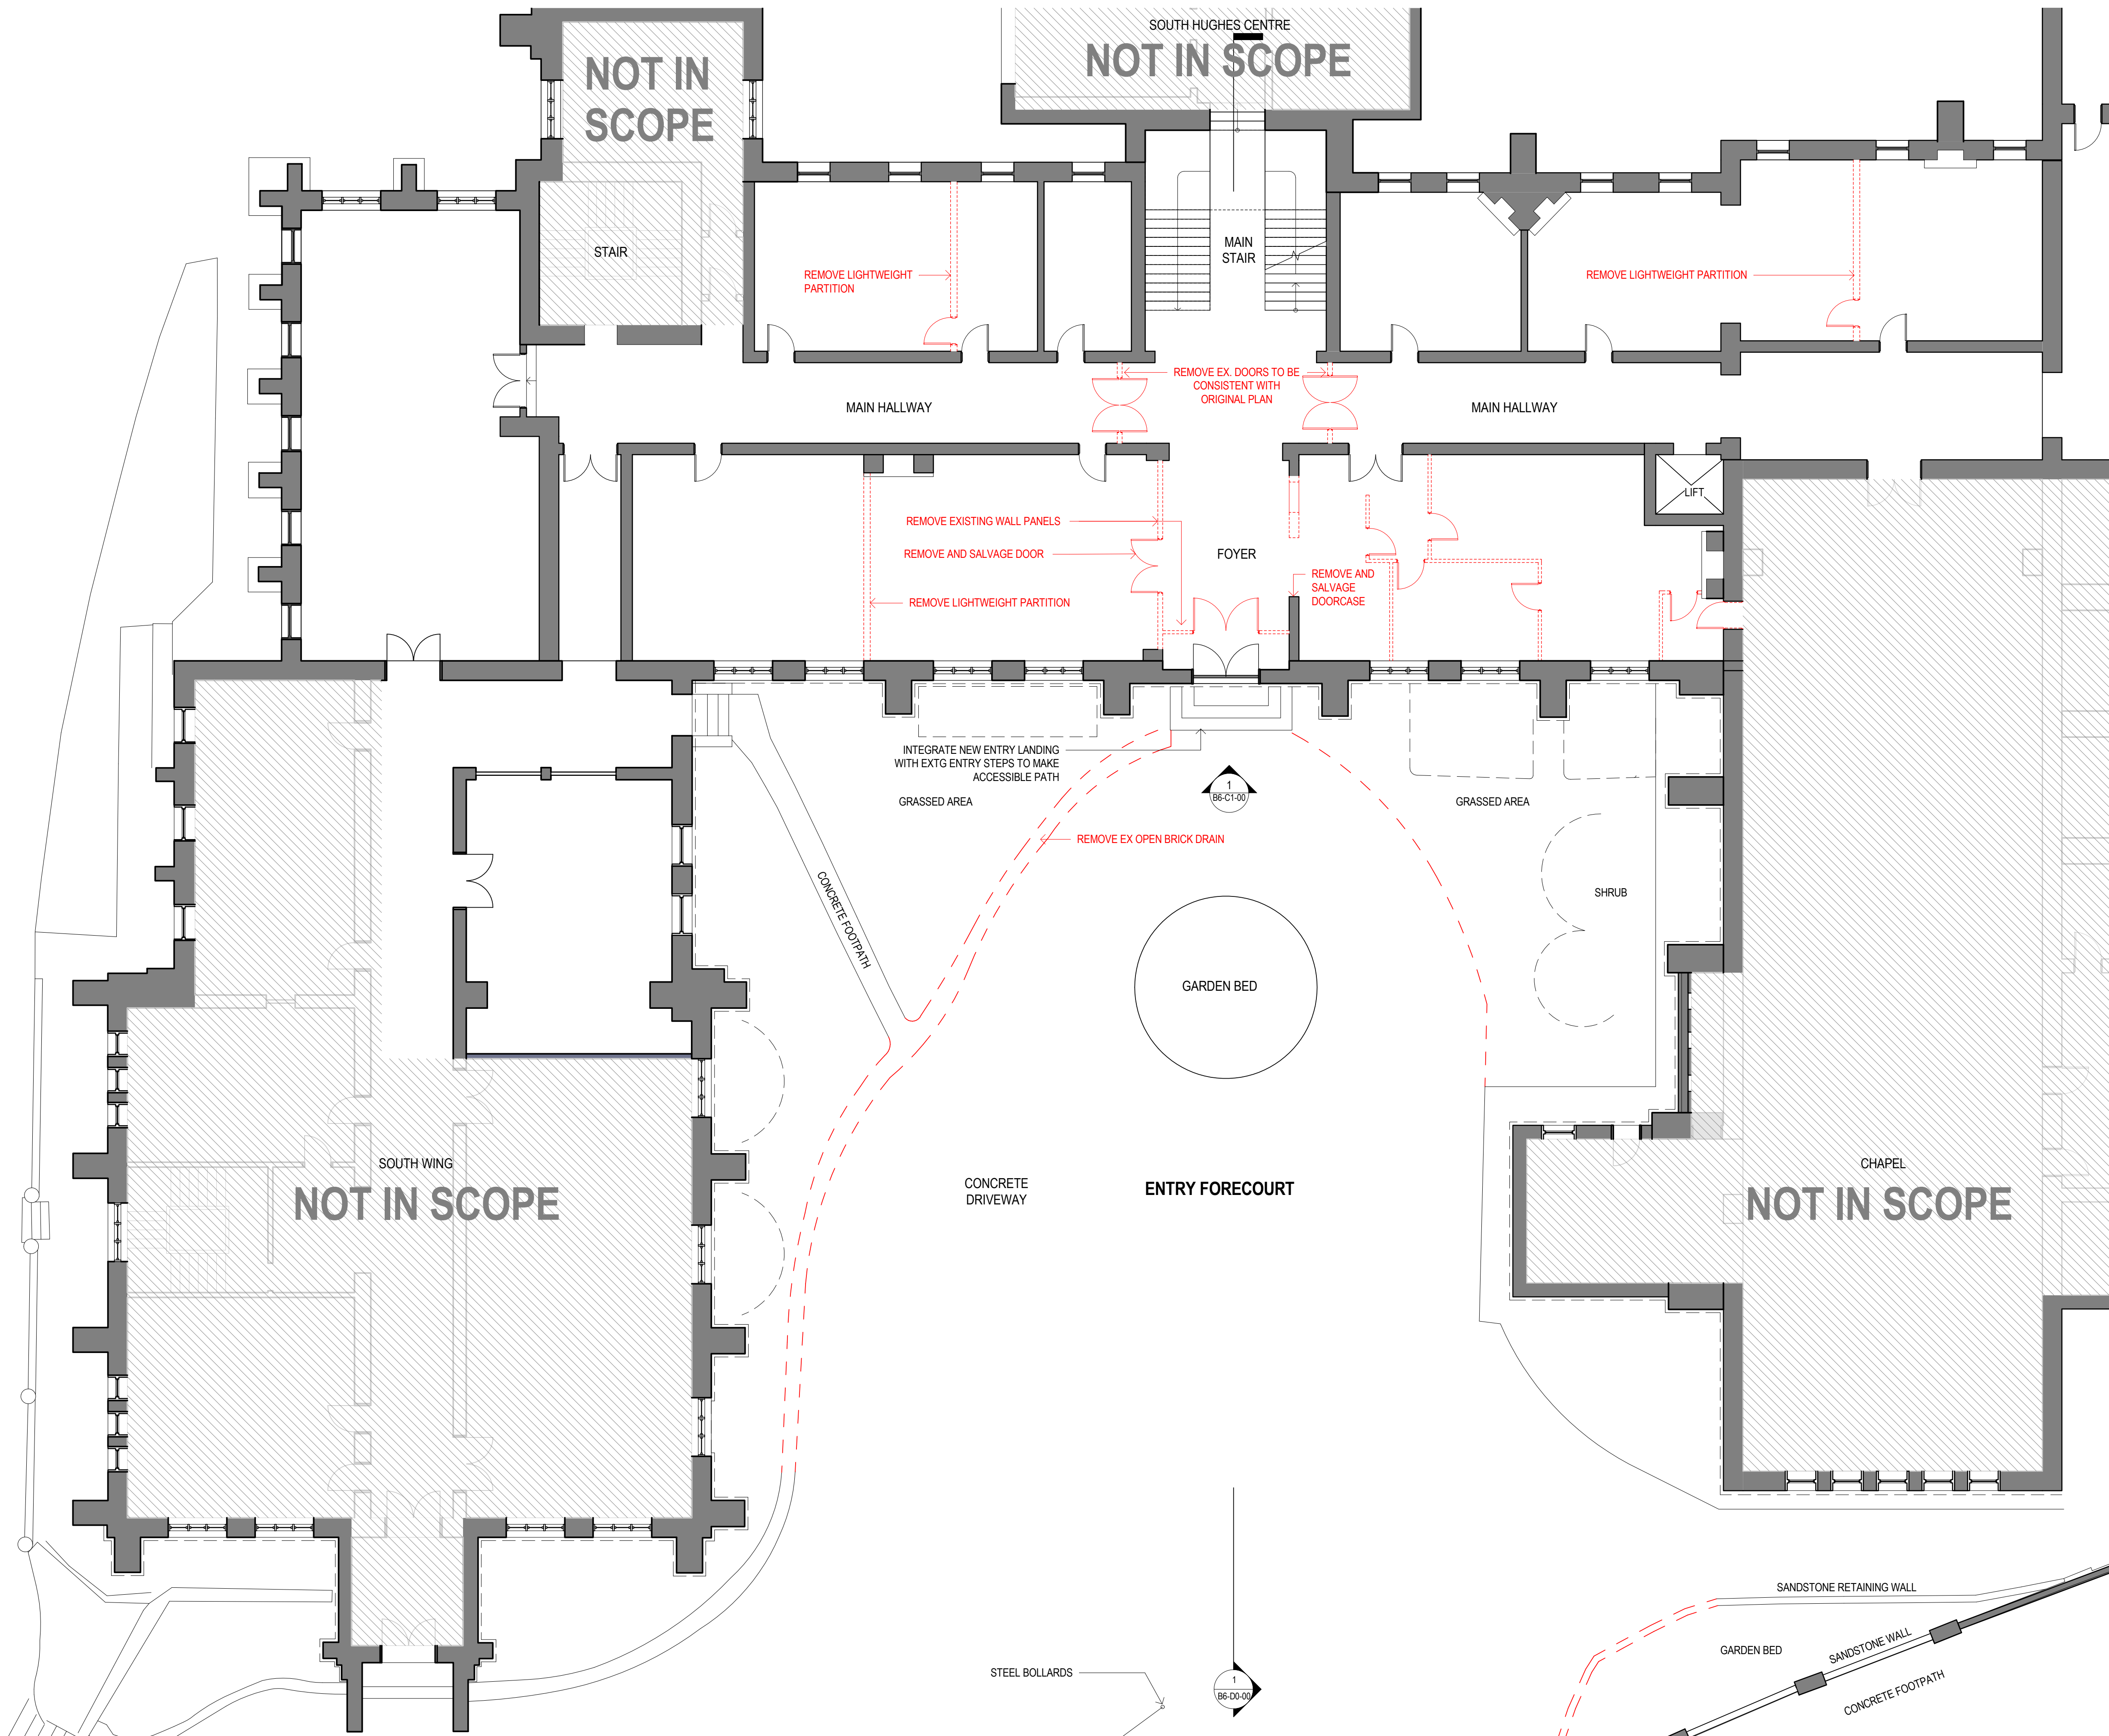 SOUTH HUGHES CENTRE
NOT IN SCOPE
NOT IN
SCOPE
STAIR
MAIN
STAIR
REMOVE LIGHTWEIGHT
PARTITION
REMOVE LIGHTWEIGHT PARTITION
REMOVE EX. DOORS TO BE
CONSISTENT WITH
ORIGINAL PLAN
MAIN HALLWAY
MAIN HALLWAY
LIFT
REMOVE EXISTING WALL PANELS
REMOVE AND SALVAGE DOOR
FOYER
REMOVE AND
SALVAGE
DOORCASE
REMOVE LIGHTWEIGHT PARTITION
INTEGRATE NEW ENTRY LANDING
WITH EXTG ENTRY STEPS TO MAKE
ACCESSIBLE PATH
1
B6-C1-00
GRASSED AREA
GRASSED AREA
REMOVE EX OPEN BRICK DRAIN
CONCRETE FOOTPATH
SHRUB
GARDEN BED
SOUTH WING
NOT IN SCOPE
CONCRETE
DRIVEWAY
ENTRY FORECOURT
CHAPEL
NOT IN SCOPE
SANDSTONE RETAINING WALL
GARDEN BED
SANDSTONE WALL
CONCRETE FOOTPATH
STEEL BOLLARDS
1
B6-D0-00